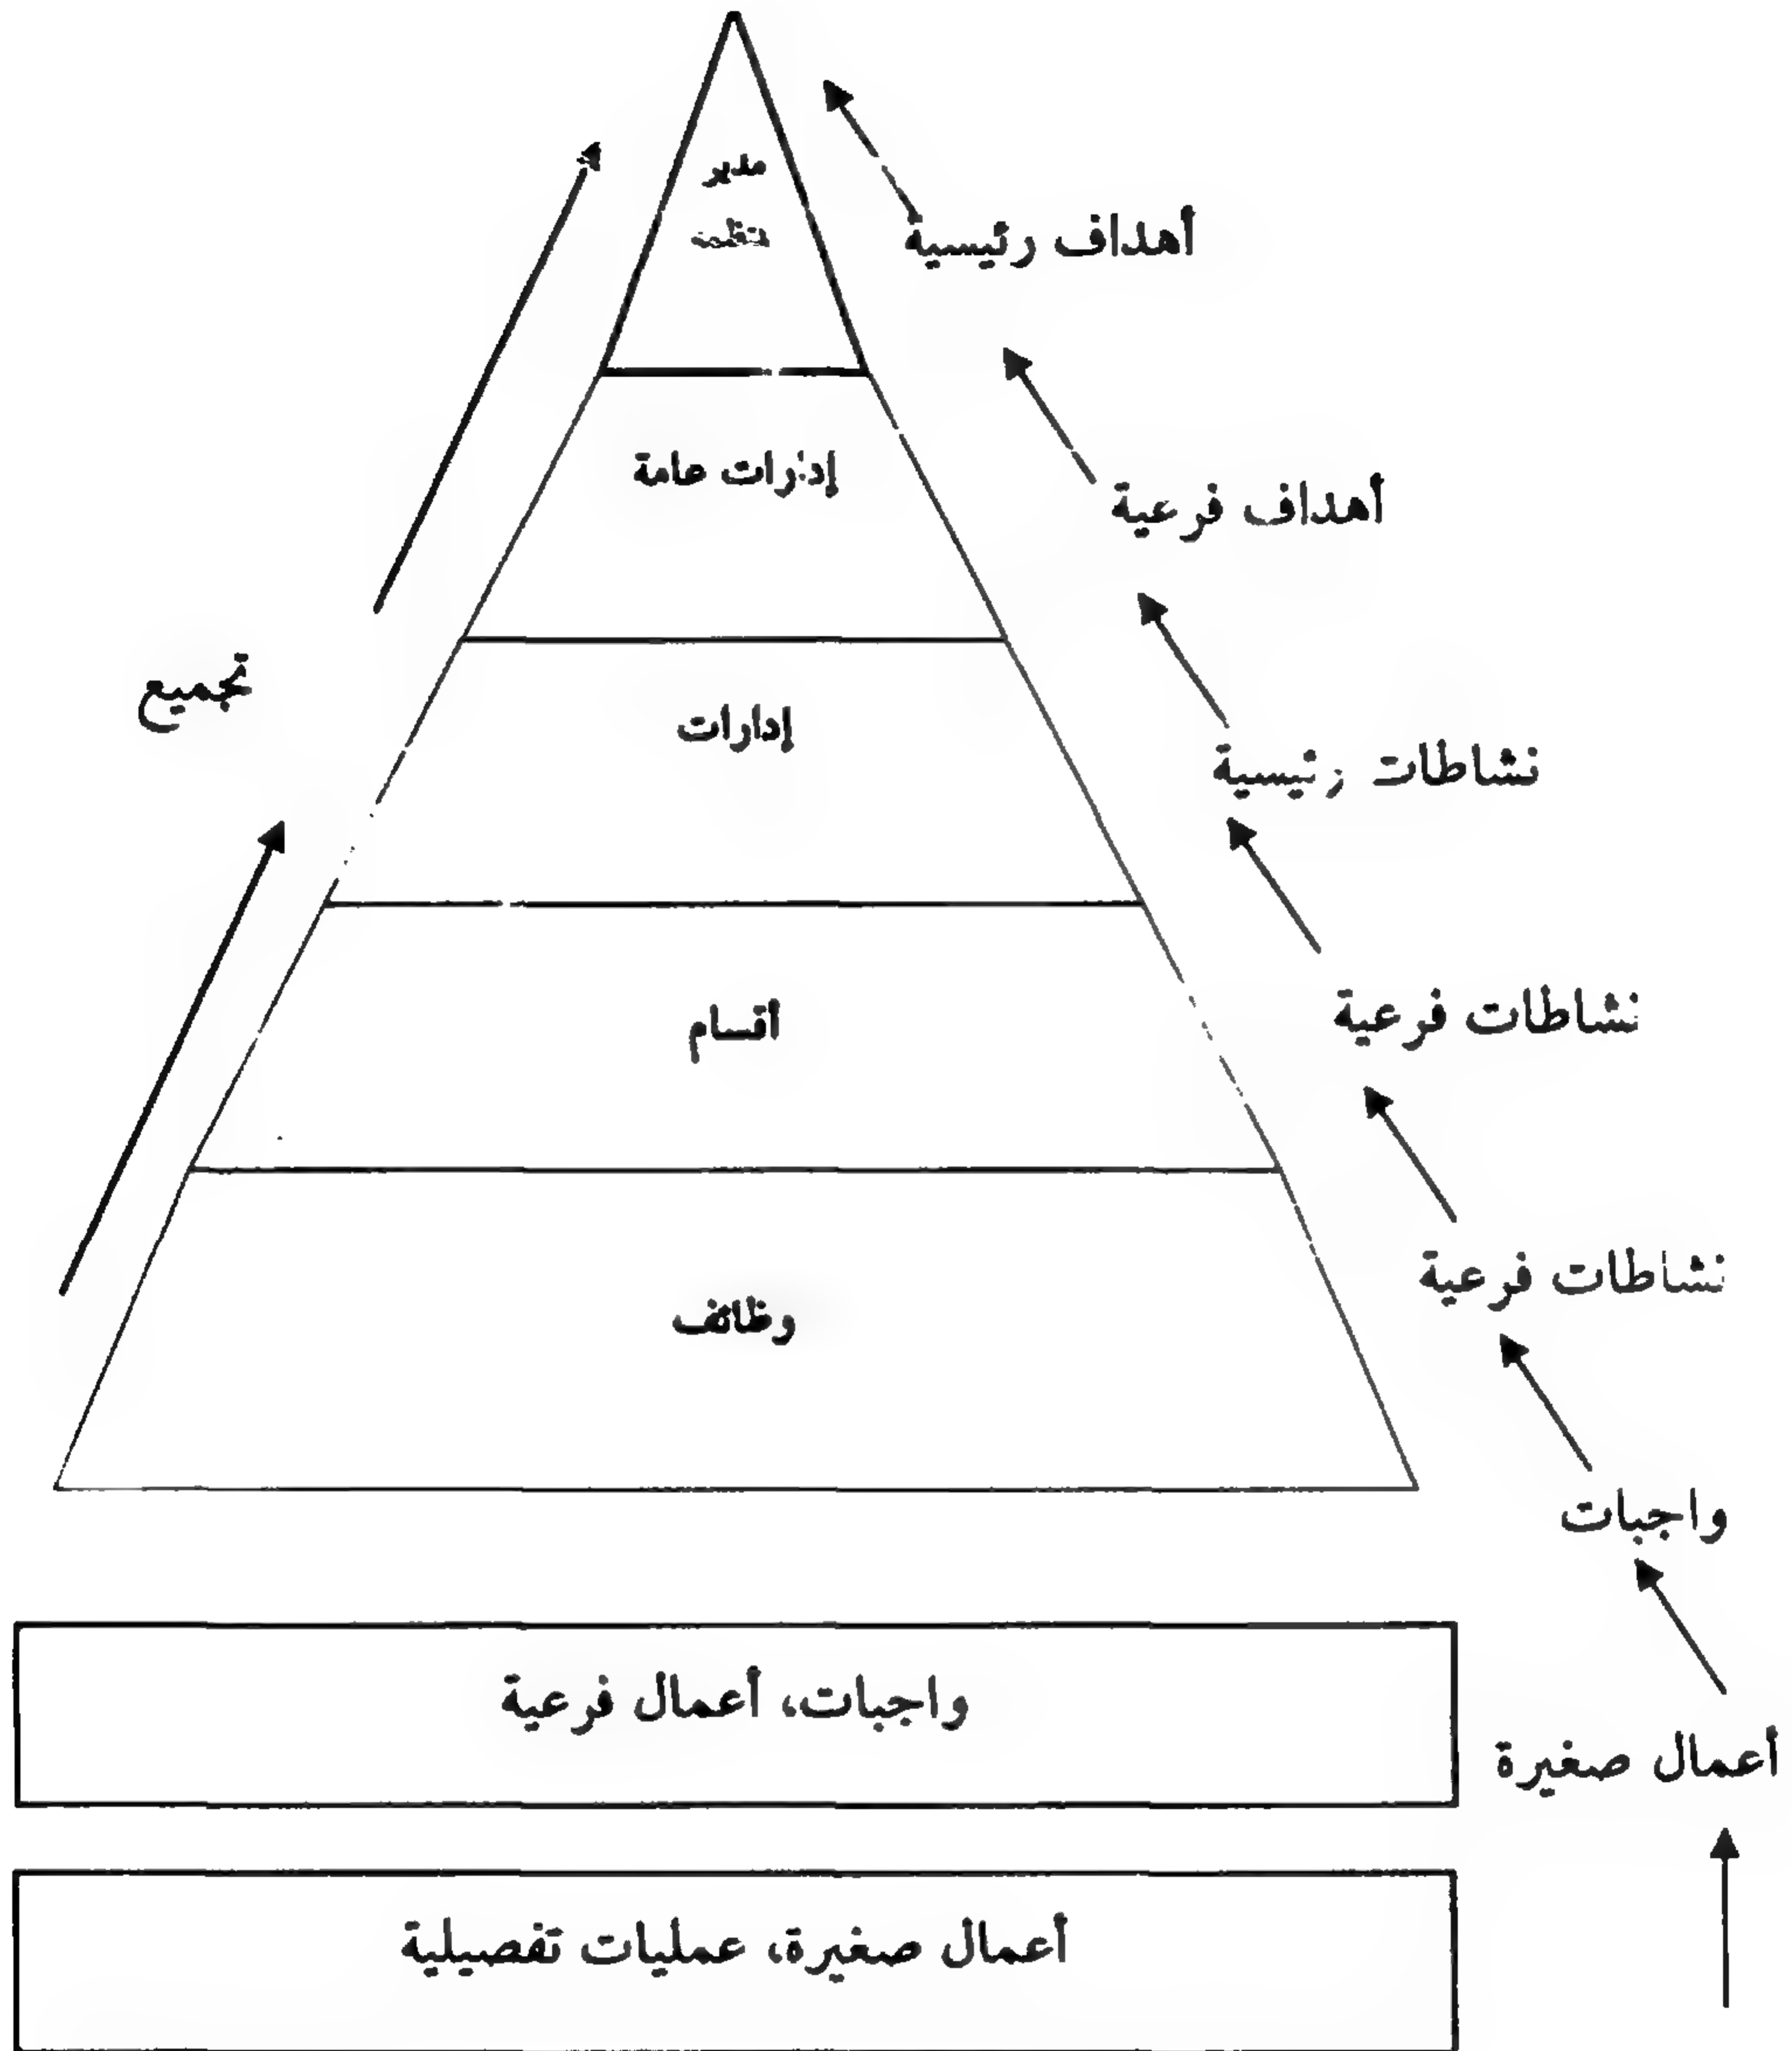 مدير
أهداف رئيسية
إدارات عامة
أهداف فرعية
تجميع
إدارات
نشاطات رئيسية
اقسام
نشاطات فرعية
وظائف
نشاطات فرعية
واجبات
واجبات، أعمال فرعية
أعمال صغيرة
أعمال صغيرة، عمليات تفصيلية